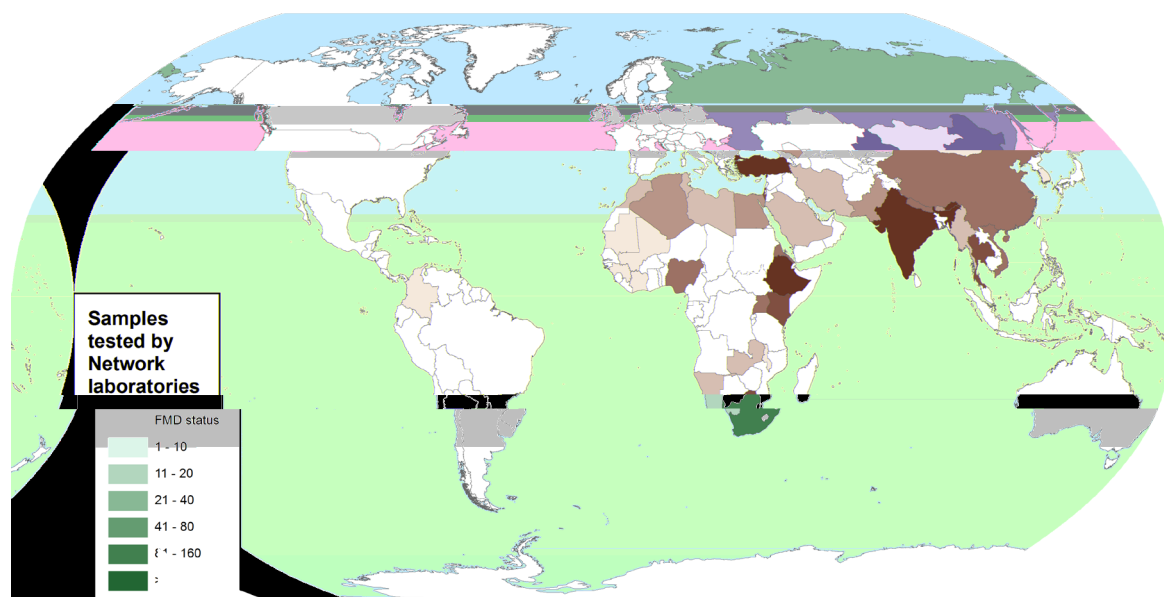 Samples
tested by
Network
laboratories
FMD status
1 - 10
11 - 20
21 - 40
41 - 80
160